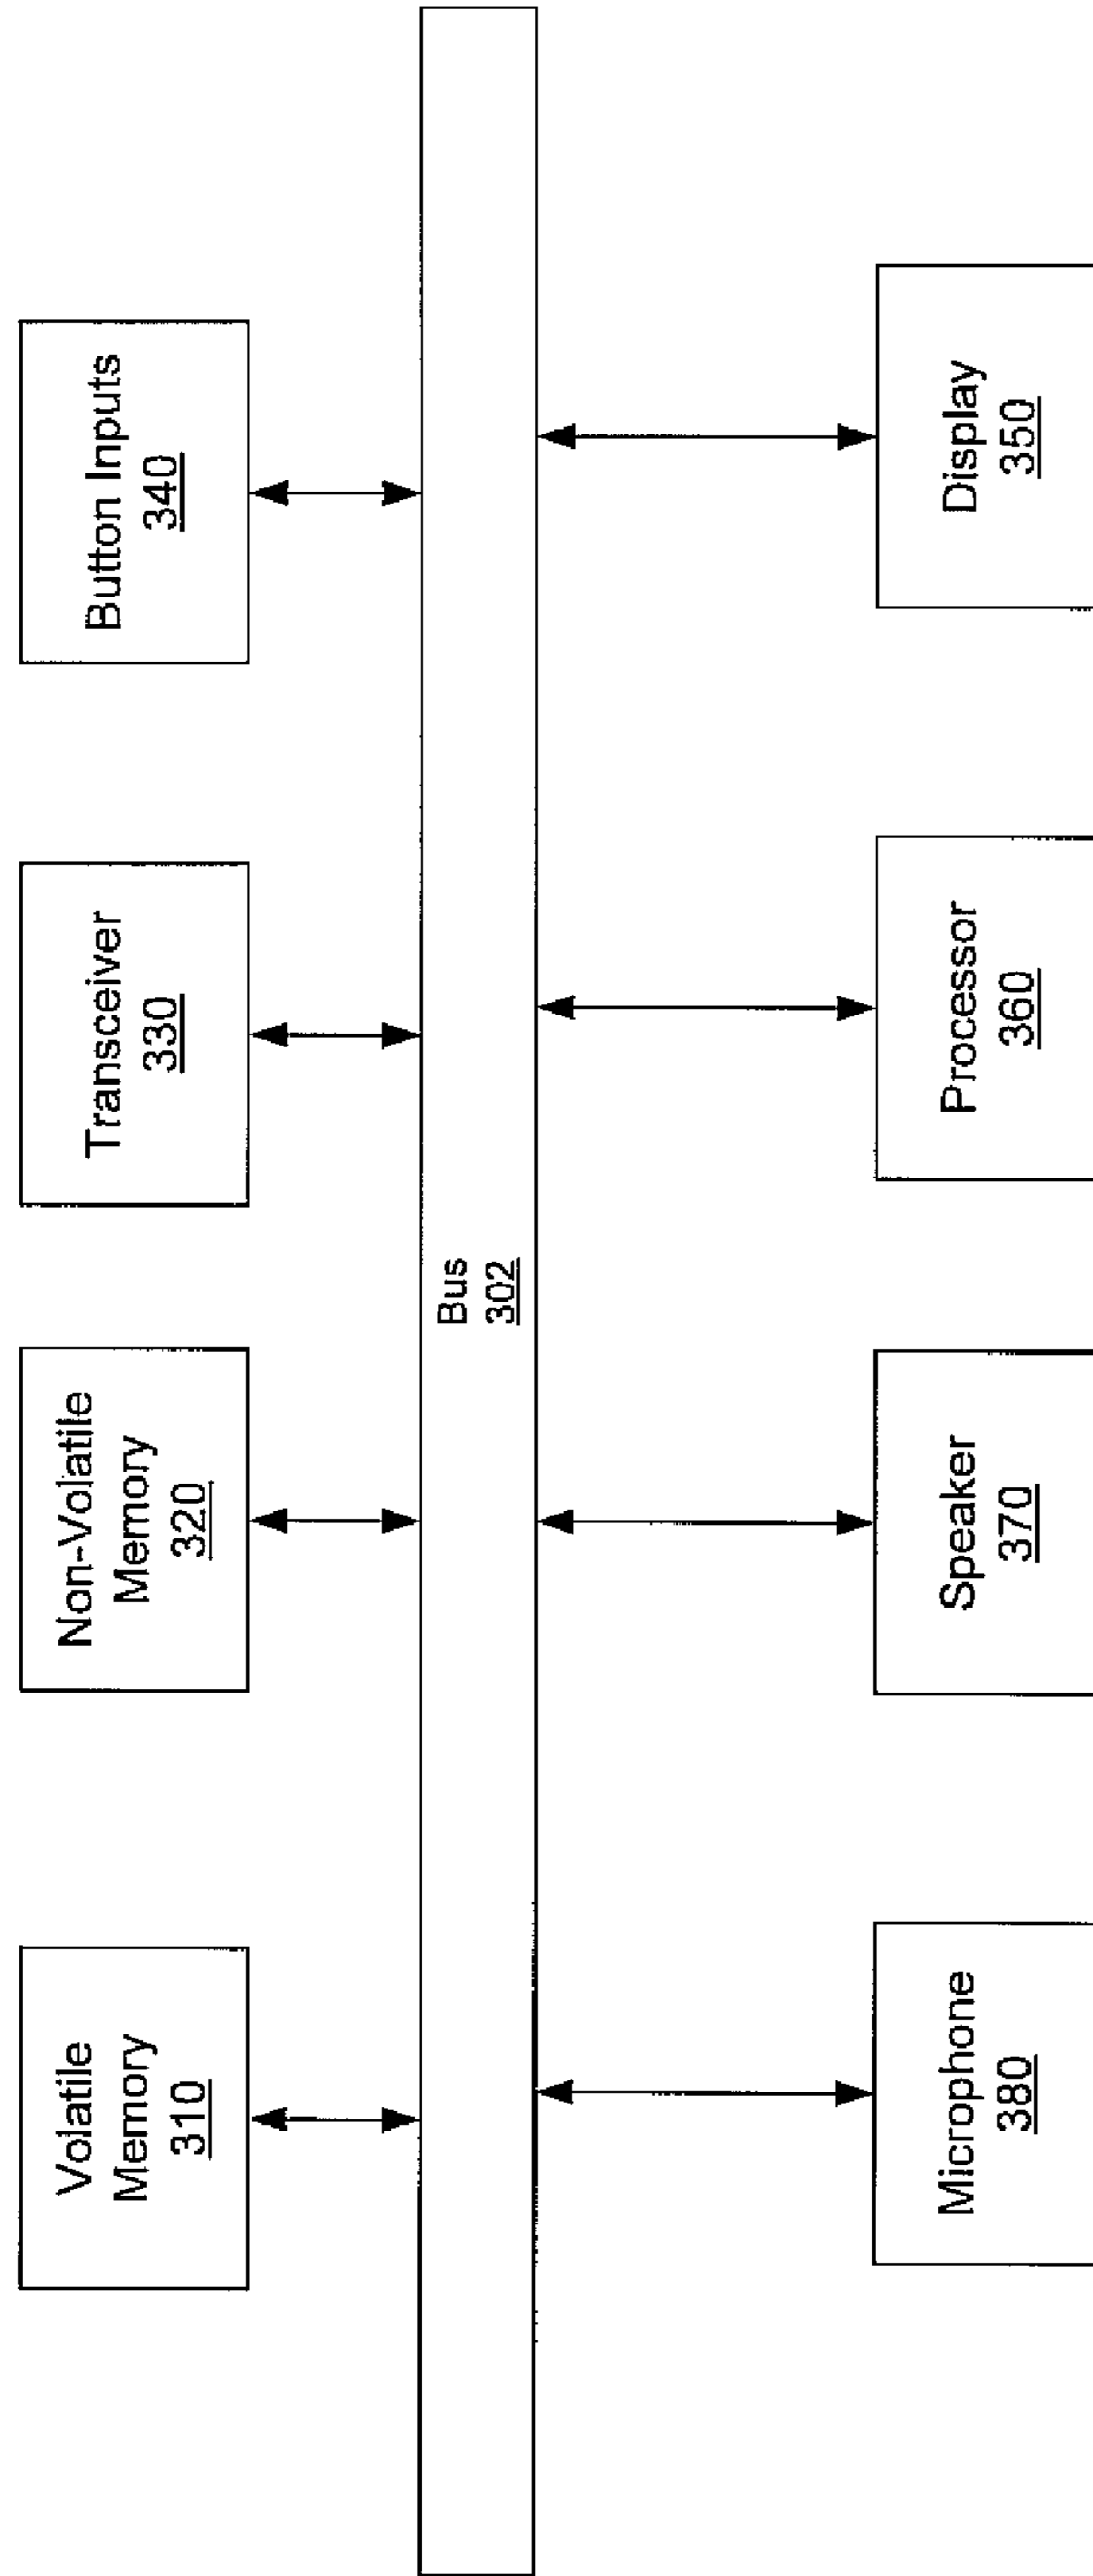 Volatile
Memory
310
Non-Volatile
Memory
320
Transceiver
330
Button Inputs
340
Bus
302
Microphone
380
Speaker
370
Processor
360
Display
350